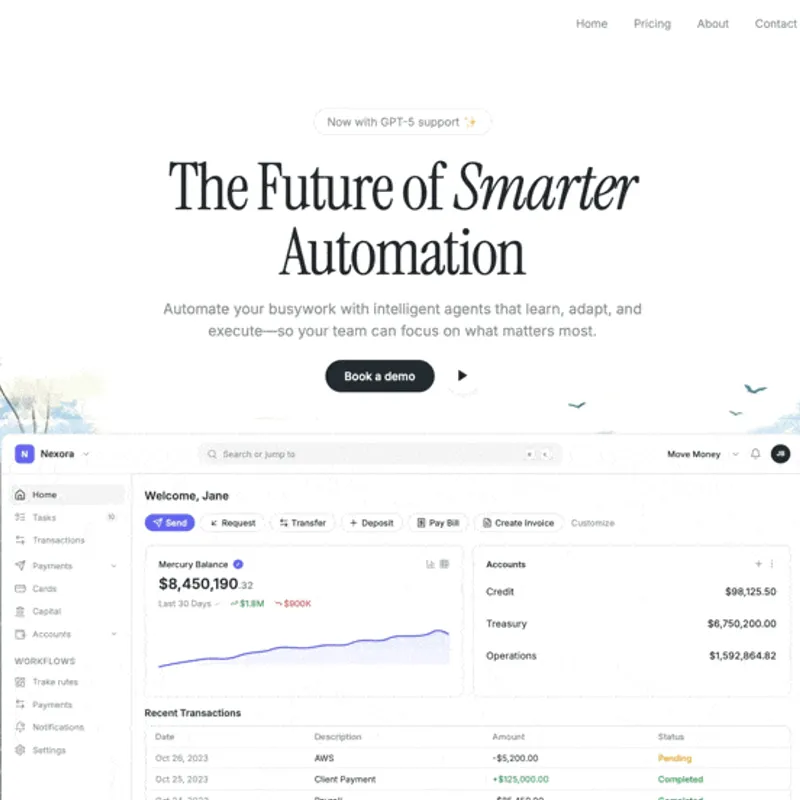 Home Pricing About Contact
Now with GPT-5 support ✨
The Future of Smarter
Automation
Automate your busywork with intelligent agents that learn, adapt, and
execute—so your team can focus on what matters most.
Book a demo
N Nexora
Search or jump to
Move Money
JB
Home
Tasks 10
Transactions
Payments
Cards
Capital
Accounts
WORKFLOWS
Trake rutes
Payments
Notifications
Settings
Welcome, Jane
Send Request Transfer + Deposit Pay Bill Create Invoice Customize
Mercury Balance
$8,450,190.32
Last 30 Days $1.8M $900K
Accounts + ⋮
Credit $98,125.50
Treasury $6,750,200.00
Operations $1,592,864.82
Recent Transactions
Date Description Amount Status
Oct 26, 2023 AWS -$5,200.00 Pending
Oct 25, 2023 Client Payment +$125,000.00 Completed